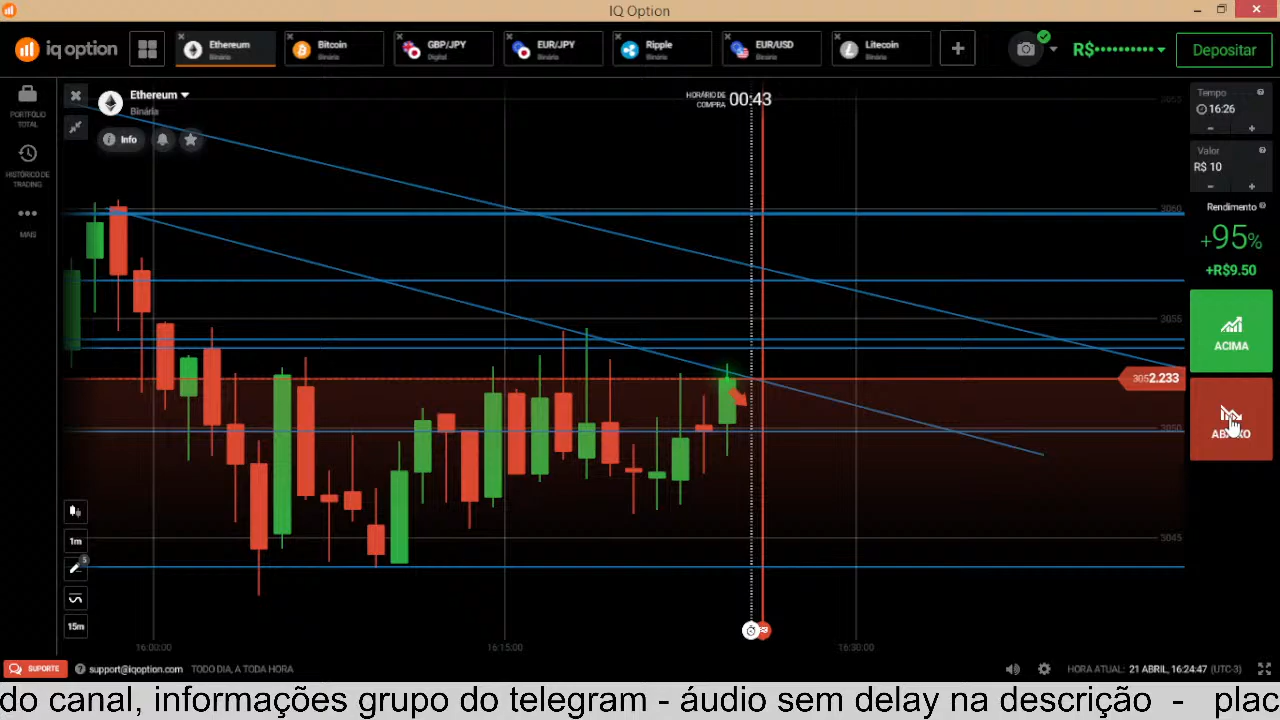 IQ Option
iq option
Ethereum
Binária
Bitcoin
Binária
GBP/JPY
Digital
EUR/JPY
Binária
Ripple
Binária
EUR/USD
Binária
Litecoin
Binária
R$••••••••••
Depositar
PORTFÓLIO
TOTAL
HISTÓRICO DE
TRADING
MAIS
Ethereum
Binária
Info
HORÁRIO DE
COMPRA
00:43
3060
3055
3050
3045
3052.233
Tempo
16:26
Valor
R$ 10
Rendimento
+95%
+R$9.50
ACIMA
ABAIXO
1m
5
15m
16:00:00
16:15:00
16:30:00
SUPORTE
support@iqoption.com
TODO DIA, A TODA HORA
HORA ATUAL: 21 ABRIL, 16:24:47 (UTC-3)
do canal, informações grupo do telegram - áudio sem delay na descrição - plac